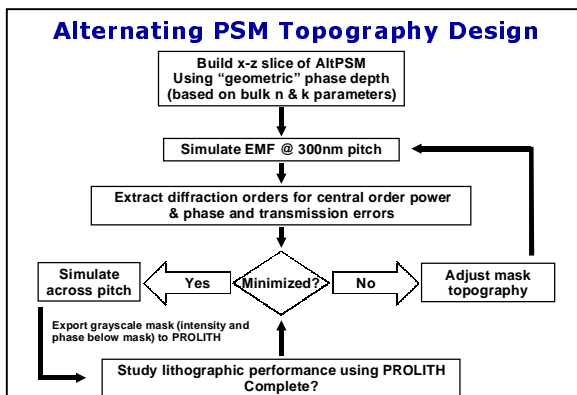 Alternating PSM Topography Design
Build x-z slice of AltPSM
Using “geometric” phase depth
(based on bulk n & k parameters)
Simulate EMF @ 300nm pitch
Extract diffraction orders for central order power
& phase and transmission errors
Simulate
across pitch
Yes
Minimized?
No
Adjust mask
topography
Export grayscale mask (intensity and
phase below mask) to PROLITH
Study lithographic performance using PROLITH
Complete?